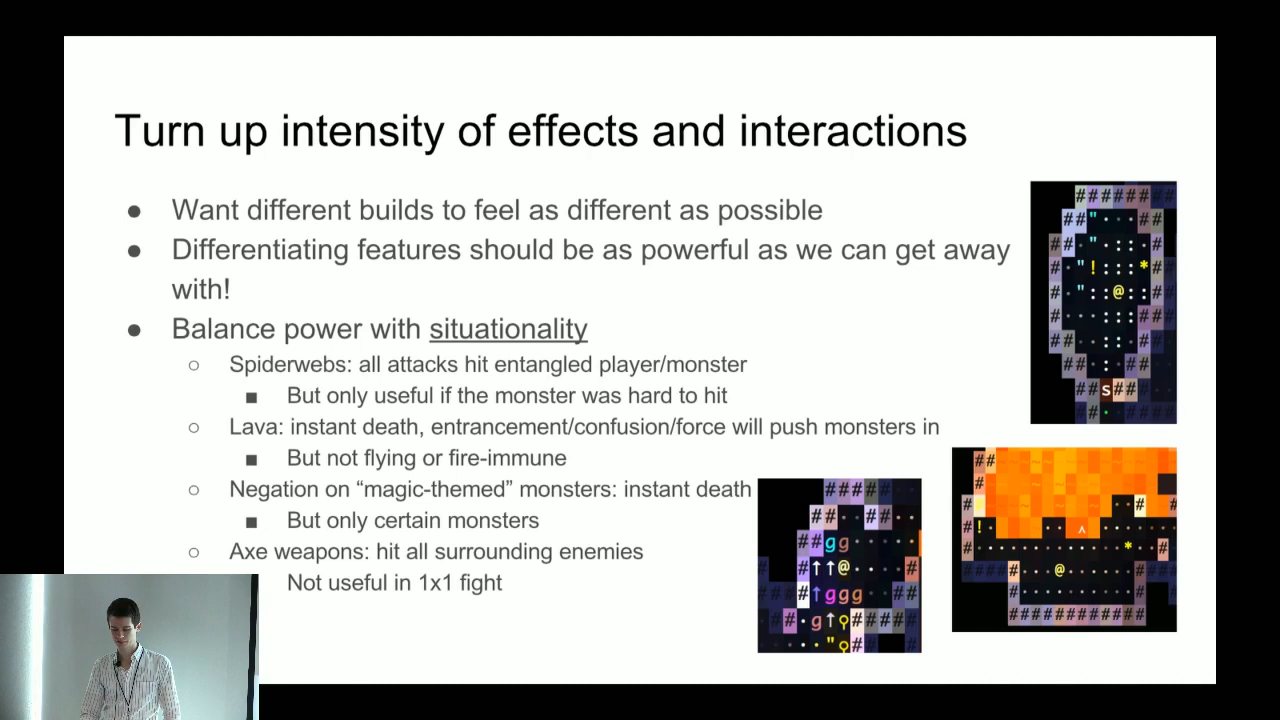 Turn up intensity of effects and interactions
● Want different builds to feel as different as possible
● Differentiating features should be as powerful as we can get away
with!
● Balance power with situationality
○ Spiderwebs: all attacks hit entangled player/monster
■ But only useful if the monster was hard to hit
○ Lava: instant death, entrancement/confusion/force will push monsters in
■ But not flying or fire-immune
○ Negation on “magic-themed” monsters: instant death
■ But only certain monsters
○ Axe weapons: hit all surrounding enemies
Not useful in 1x1 fight